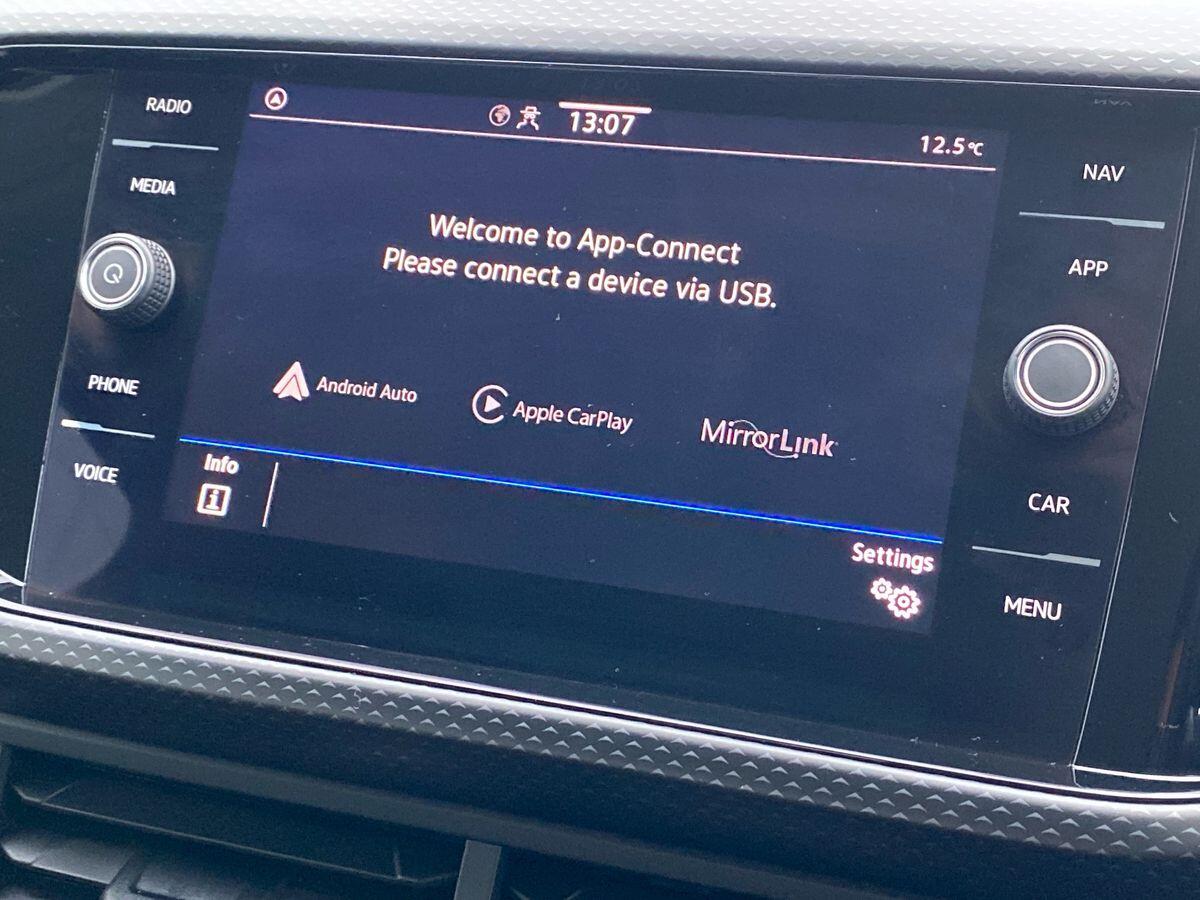 RADIO
MEDIA
PHONE
VOICE
13:07
12.5°C
Welcome to App-Connect
Please connect a device via USB.
Android Auto
Apple CarPlay
MirrorLink
Info
i
Settings
NAV
APP
CAR
MENU